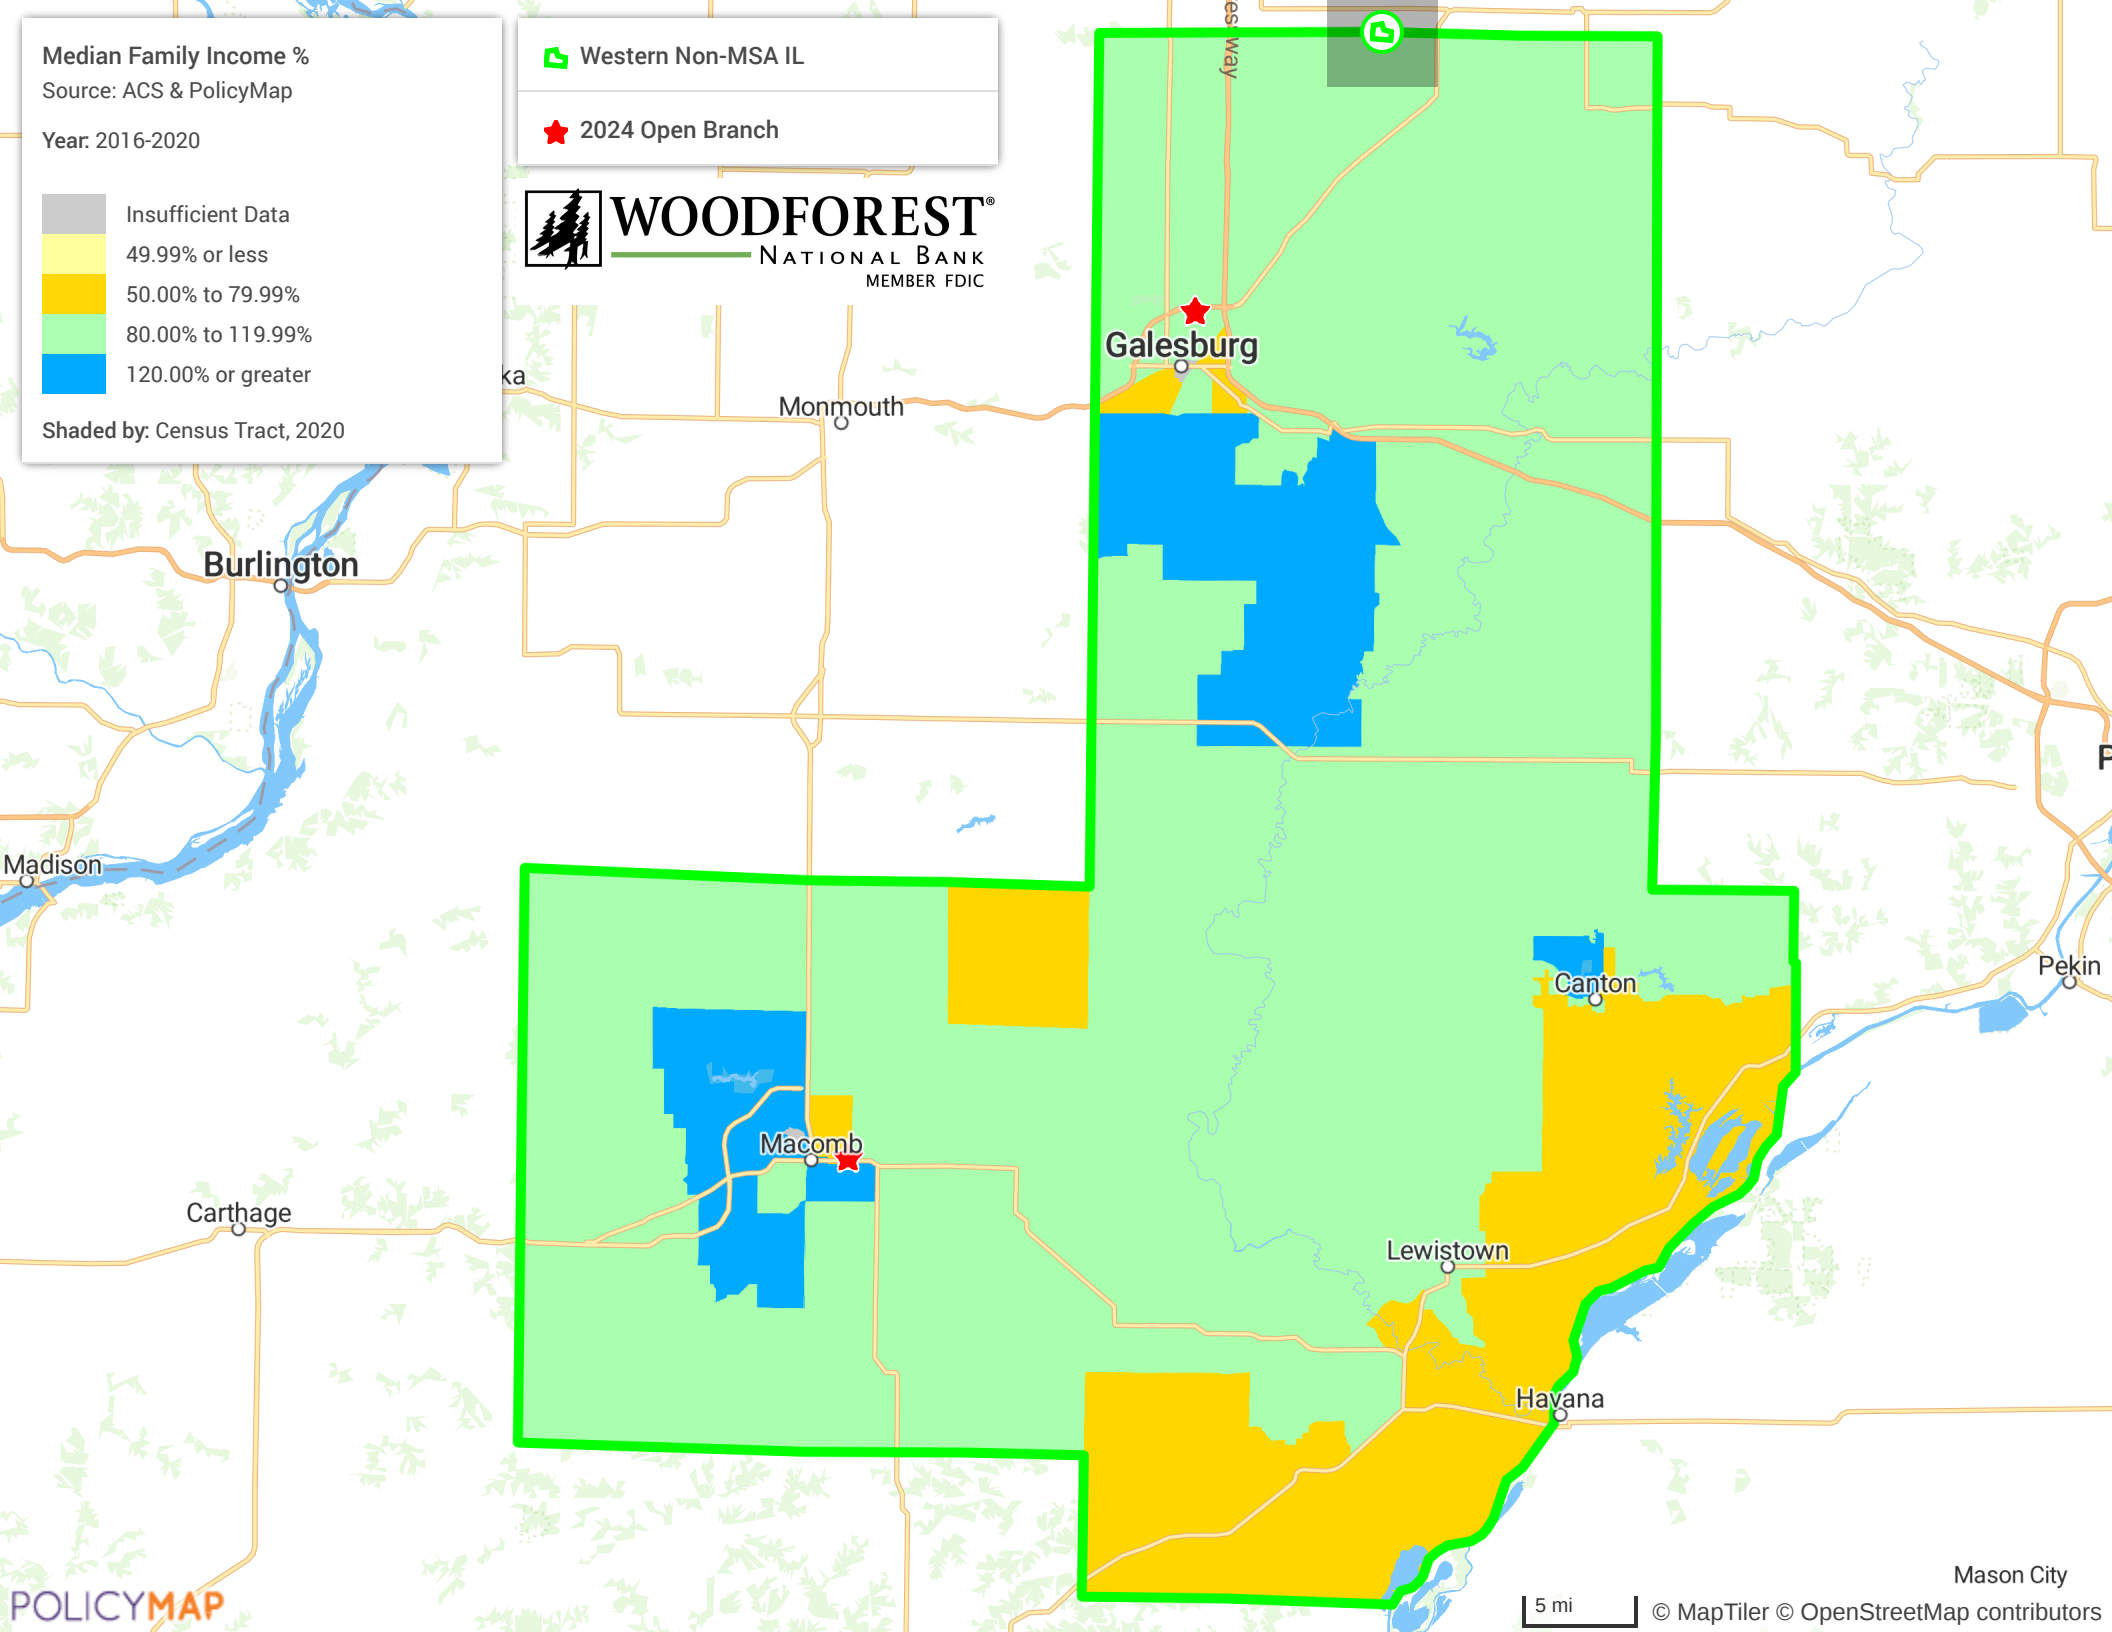 Median Family Income %
Source: ACS & PolicyMap
Year: 2016-2020
Insufficient Data
49.99% or less
50.00% to 79.99%
80.00% to 119.99%
120.00% or greater
Shaded by: Census Tract, 2020
Western Non-MSA IL
2024 Open Branch
WOODFOREST®
NATIONAL BANK
MEMBER FDIC
way
Galesburg
ka
Monmouth
Burlington
P
Madison
Pekin
Canton
Macomb
Carthage
Lewistown
Havana
Mason City
POLICYMAP
5 mi
© MapTiler © OpenStreetMap contributors